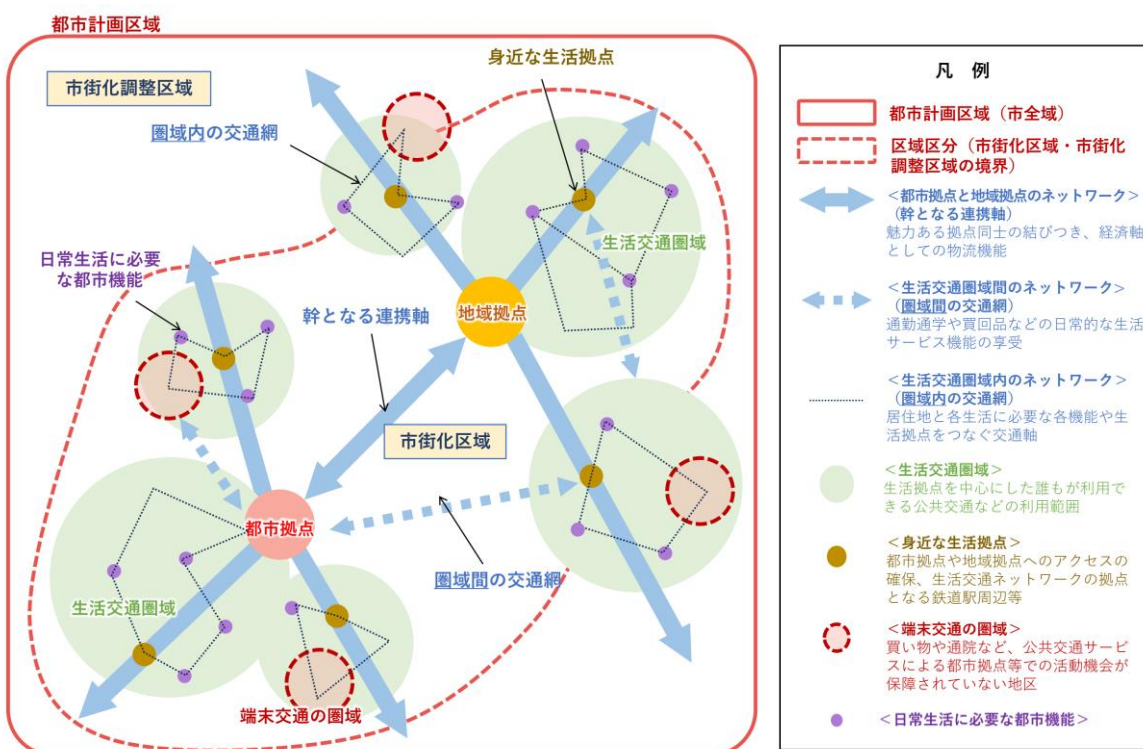 都市計画区域
市街化調整区域
身近な生活拠点
圏域内の交通網
生活交通圏域
日常生活に必要
な都市機能
地域拠点
幹となる連携軸
市街化区域
都市拠点
圏域間の交通網
生活交通圏域
端末交通の圏域
凡 例
都市計画区域（市全域）
区域区分（市街化区域・市街化
調整区域の境界）
＜都市拠点と地域拠点のネットワーク＞
（幹となる連携軸）
魅力ある拠点同士の結びつき、経済軸
としての物流機能
＜生活交通圏域間のネットワーク＞
（圏域間の交通網）
通勤通学や買回品などの日常的な生活
サービス機能の享受
＜生活交通圏域内のネットワーク＞
（圏域内の交通網）
居住地と各生活に必要な各機能や生
活拠点をつなぐ交通軸
＜生活交通圏域＞
生活拠点を中心にした誰もが利用で
きる公共交通などの利用範囲
＜身近な生活拠点＞
都市拠点や地域拠点へのアクセスの
確保、生活交通ネットワークの拠点
となる鉄道駅周辺等
＜端末交通の圏域＞
買い物や通院など、公共交通サービ
スによる都市拠点等での活動機会が
保障されていない地区
＜日常生活に必要な都市機能＞